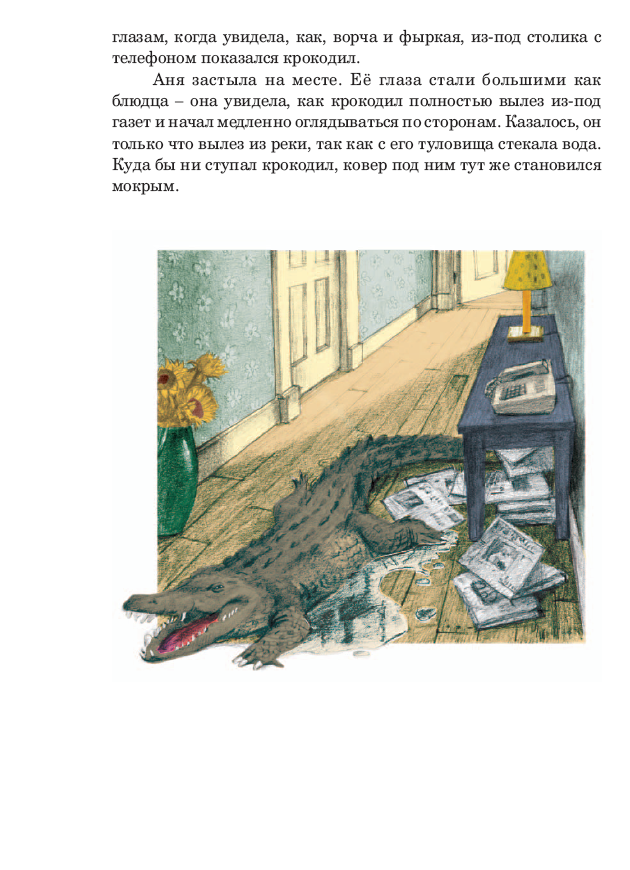 глазам, когда увидела, как, ворча и фыркая, из-под столика с
телефоном показался крокодил.
Аня застыла на месте. Её глаза стали большими как
блюдца – она увидела, как крокодил полностью вылез из-под
газет и начал медленно оглядываться по сторонам. Казалось, он
только что вылез из реки, так как с его туловища стекала вода.
Куда бы ни ступал крокодил, ковер под ним тут же становился
мокрым.